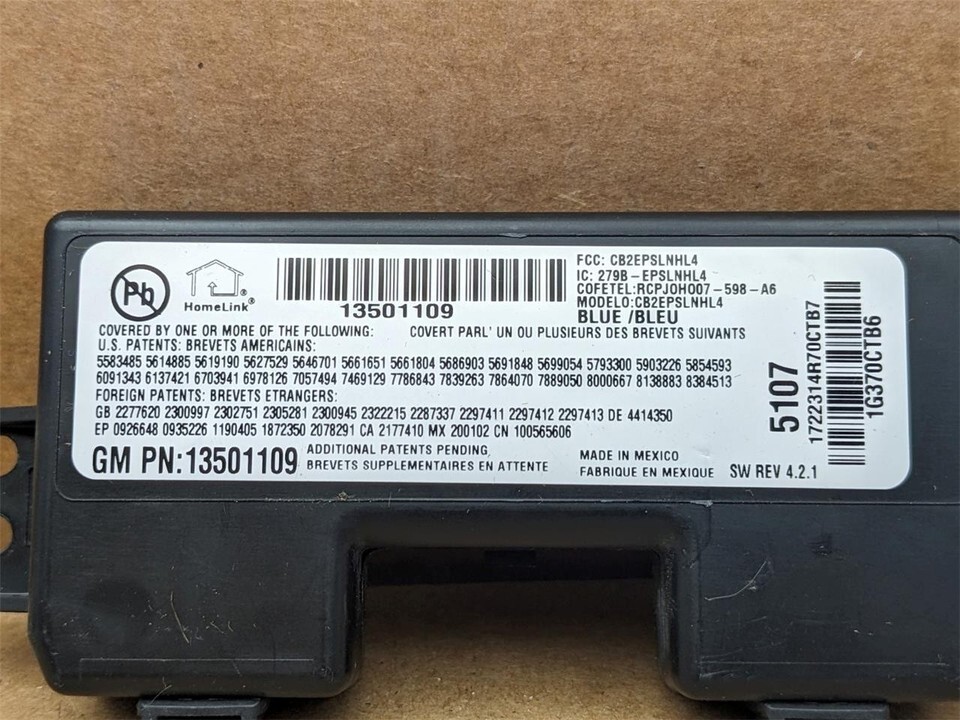 Pb
HomeLink®
13501109
FCC: CB2EPSLNHL4
IC: 279B-EPSLNHL4
COFETEL:RCPJOHO07-598-A6
MODELO:CB2EPSLNHL4
BLUE /BLEU
COVERED BY ONE OR MORE OF THE FOLLOWING: COVERT PARL' UN OU PLUSIEURS DES BREVETS SUIVANTS
U.S. PATENTS: BREVETS AMERICAINS:
5583485 5614885 5619190 5627529 5646701 5661651 5661804 5686903 5691848 5699054 5793300 5903226 5854593
6091343 6137421 6703941 6978126 7057494 7469129 7786843 7839263 7864070 7889050 8000667 8138883 8384513
FOREIGN PATENTS: BREVETS ETRANGERS:
GB 2277620 2300997 2302751 2305281 2300945 2322215 2287337 2297411 2297412 2297413 DE 4414350
EP 0926648 0935226 1190405 1872350 2078291 CA 2177410 MX 200102 CN 100565606
GM PN:13501109
ADDITIONAL PATENTS PENDING
BREVETS SUPPLEMENTAIRES EN ATTENTE
MADE IN MEXICO
FABRIQUE EN MEXIQUE
SW REV 4.2.1
5107
1722314R70CTB7
1G370CTB6